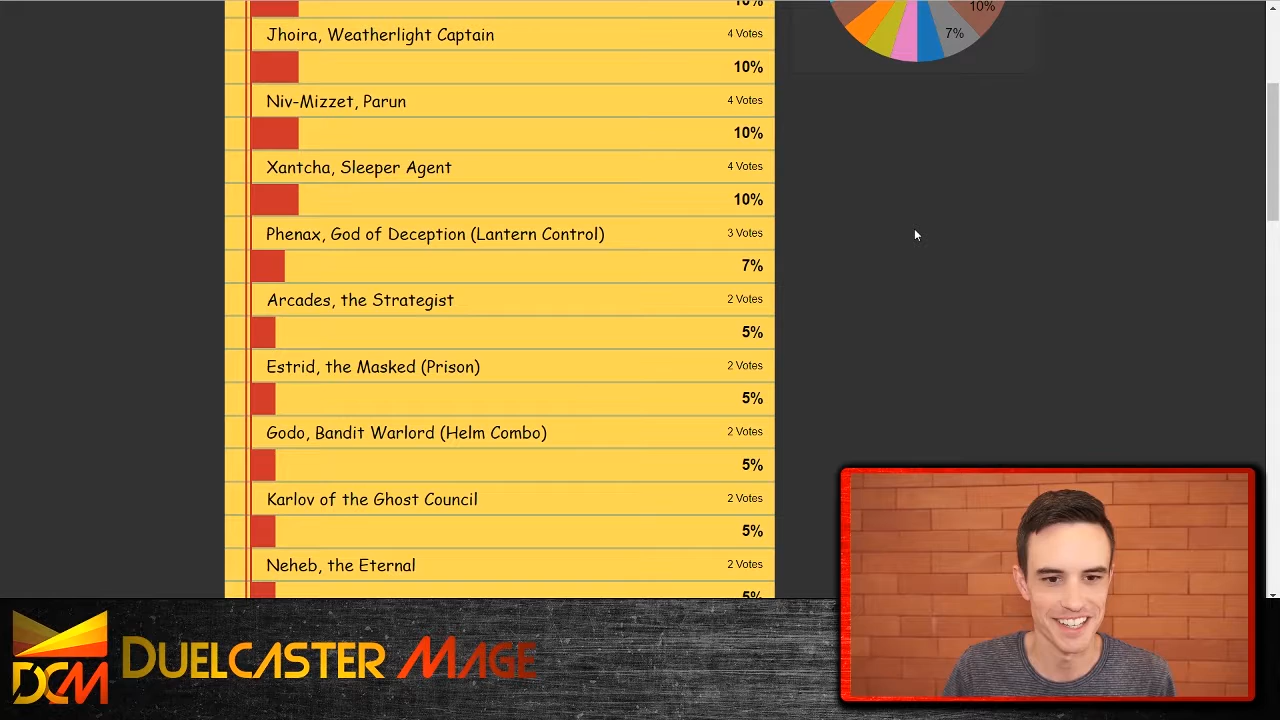 10%
10%
7%
Jhoira, Weatherlight Captain
4 Votes
10%
Niv-Mizzet, Parun
4 Votes
10%
Xantcha, Sleeper Agent
4 Votes
10%
Phenax, God of Deception (Lantern Control)
3 Votes
7%
Arcades, the Strategist
2 Votes
5%
Estrid, the Masked (Prison)
2 Votes
5%
Godo, Bandit Warlord (Helm Combo)
2 Votes
5%
Karlov of the Ghost Council
2 Votes
5%
Neheb, the Eternal
2 Votes
5%
DCM
DUELCASTER MAGE